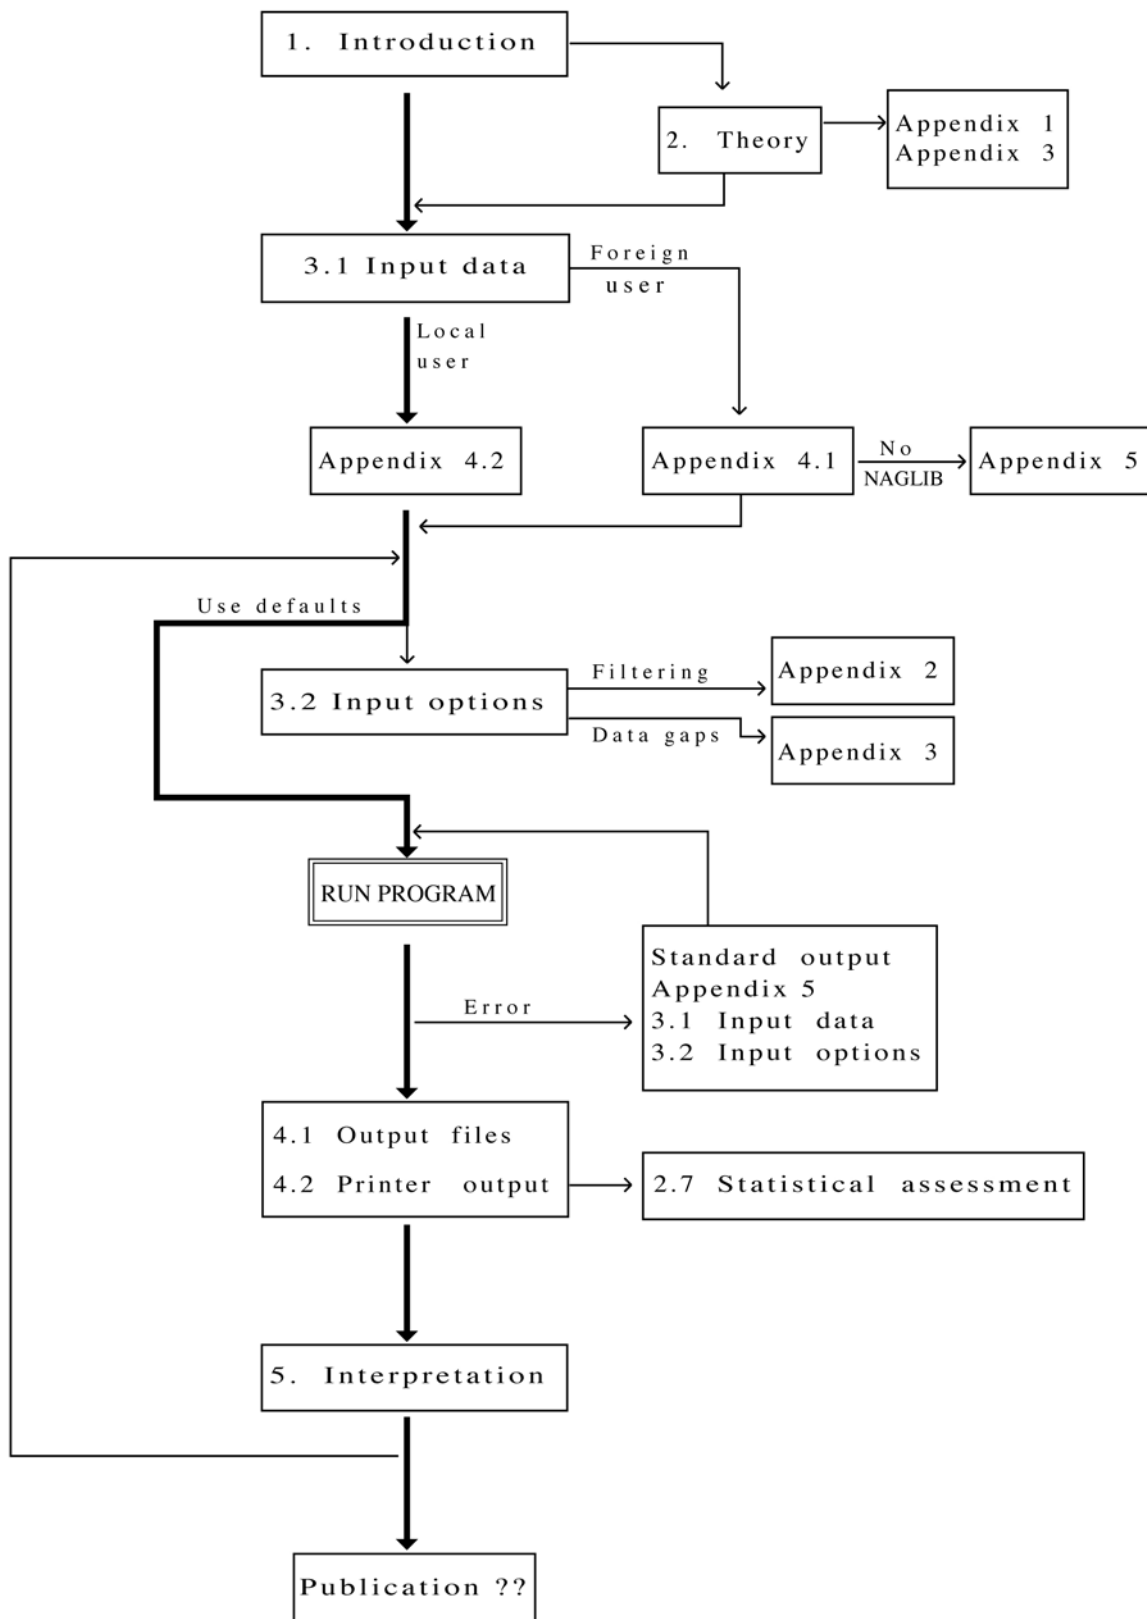 1. Introduction
2. Theory
Appendix 1
Appendix 3
3.1 Input data
Foreign
user
Local
user
Appendix 4.2
Appendix 4.1
No
NAGLIB
Appendix 5
Use defaults
3.2 Input options
Filtering
Appendix 2
Data gaps
Appendix 3
RUN PROGRAM
Error
Standard output
Appendix 5
3.1 Input data
3.2 Input options
4.1 Output files
4.2 Printer output
2.7 Statistical assessment
5. Interpretation
Publication ??